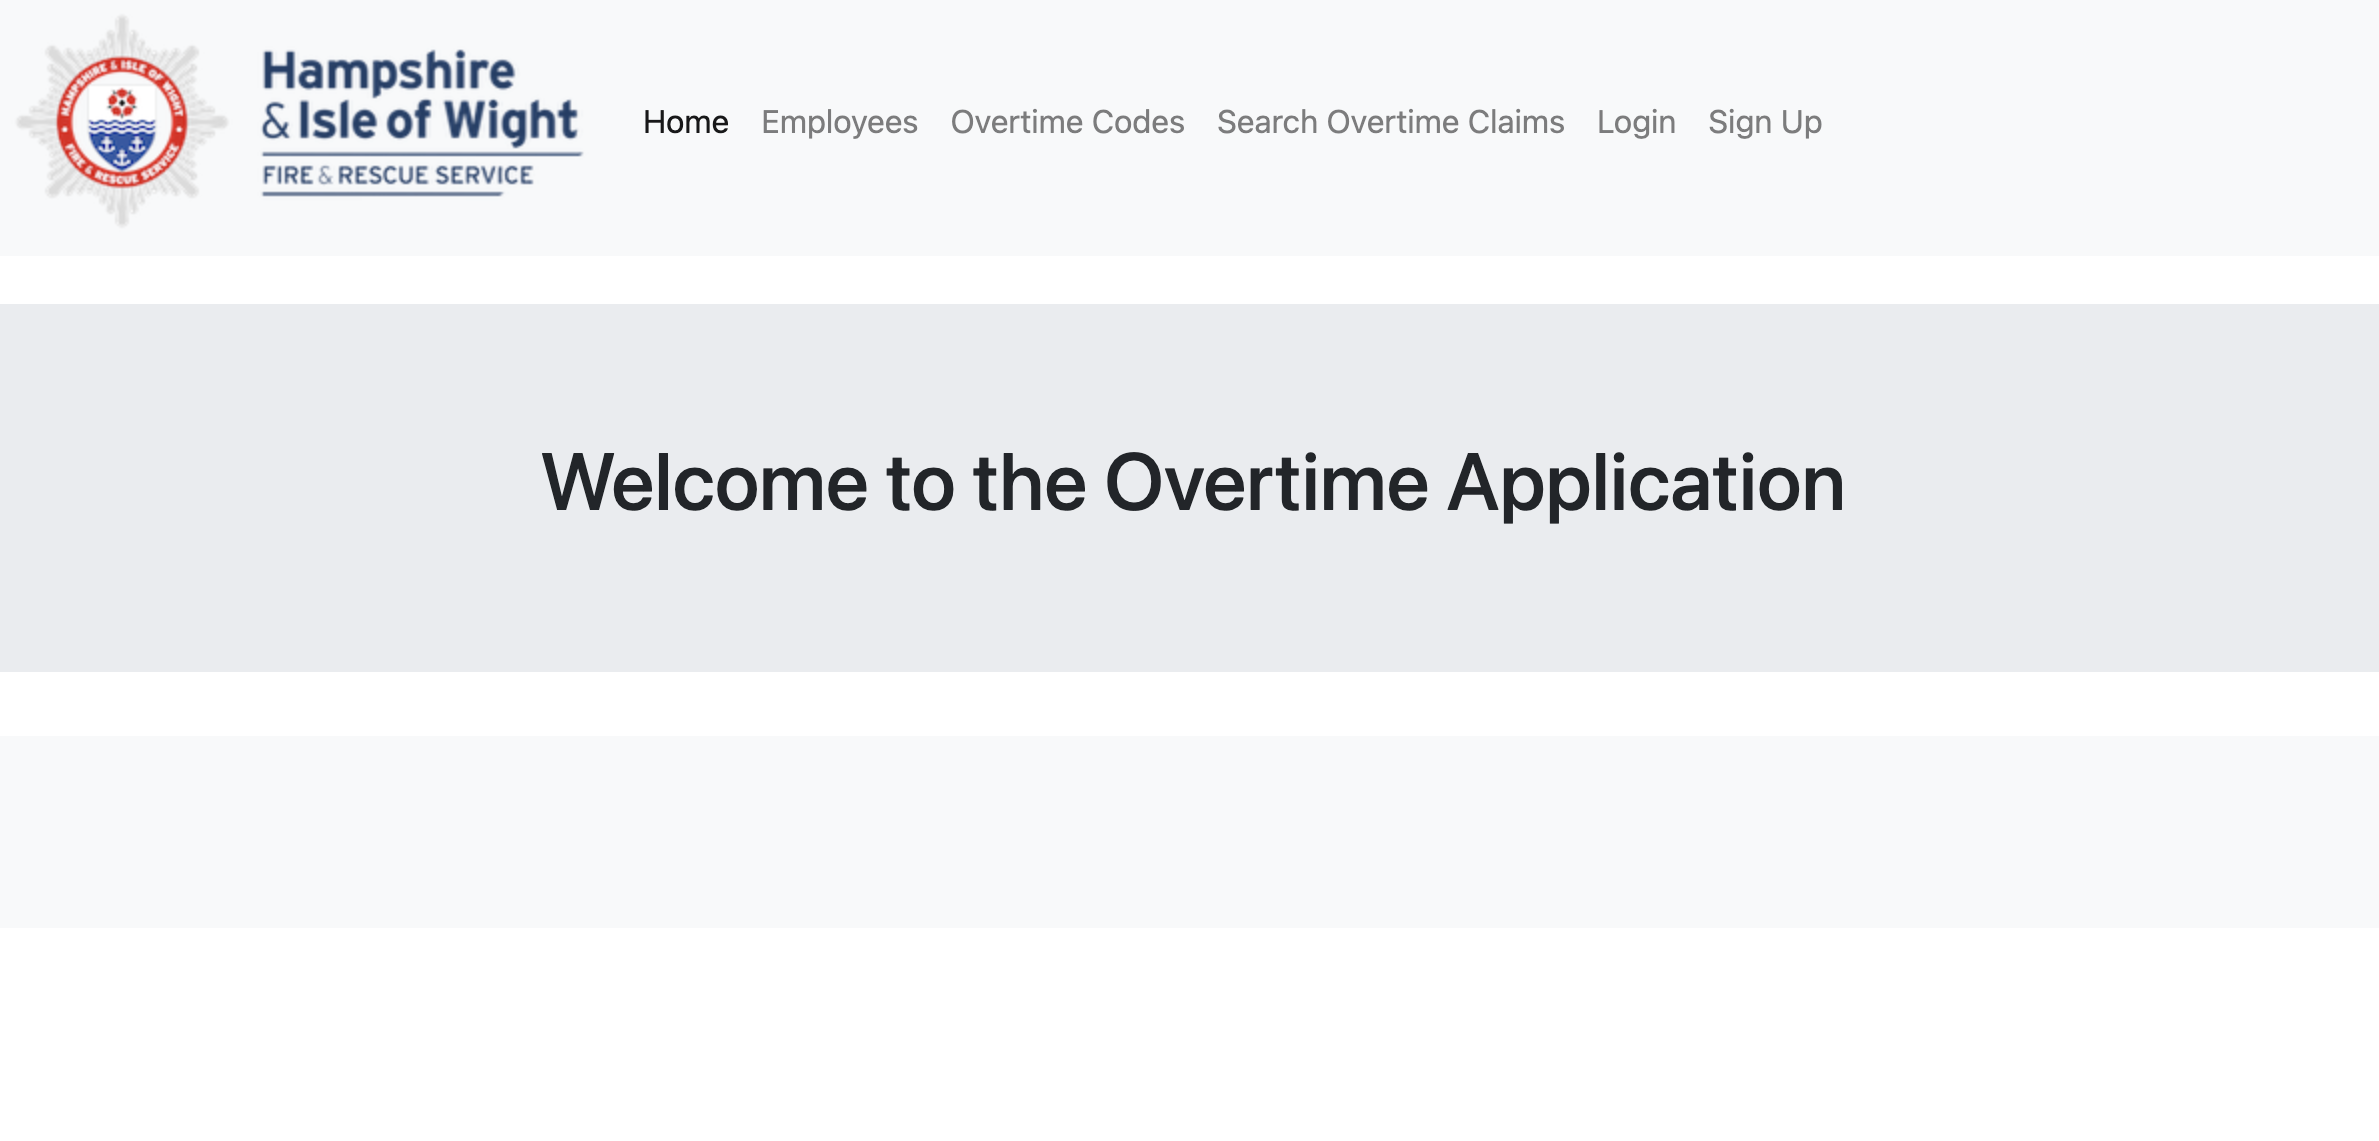 HAMPSHIRE & ISLE OF WIGHT
FIRE & RESCUE SERVICE
Hampshire
& Isle of Wight
FIRE & RESCUE SERVICE
Home Employees Overtime Codes Search Overtime Claims Login Sign Up
Welcome to the Overtime Application